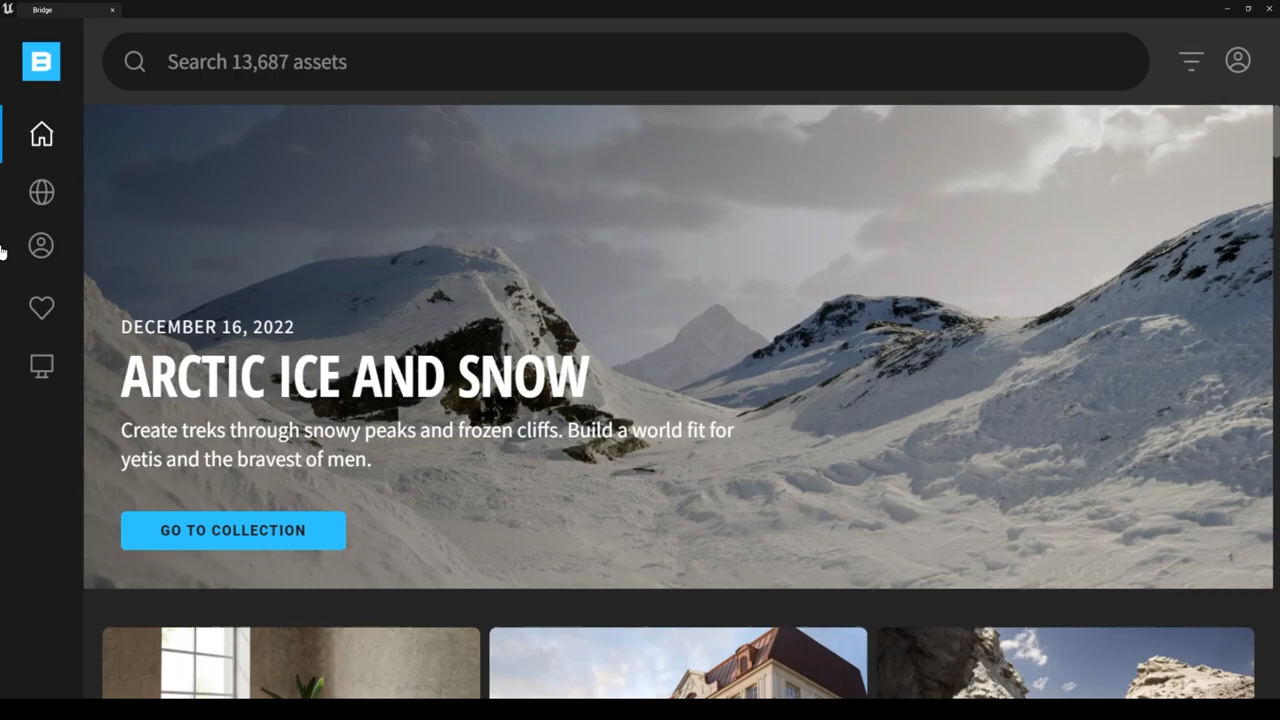 Bridge
B
Search 13,687 assets
DECEMBER 16, 2022
ARCTIC ICE AND SNOW
Create treks through snowy peaks and frozen cliffs. Build a world fit for
yetis and the bravest of men.
GO TO COLLECTION